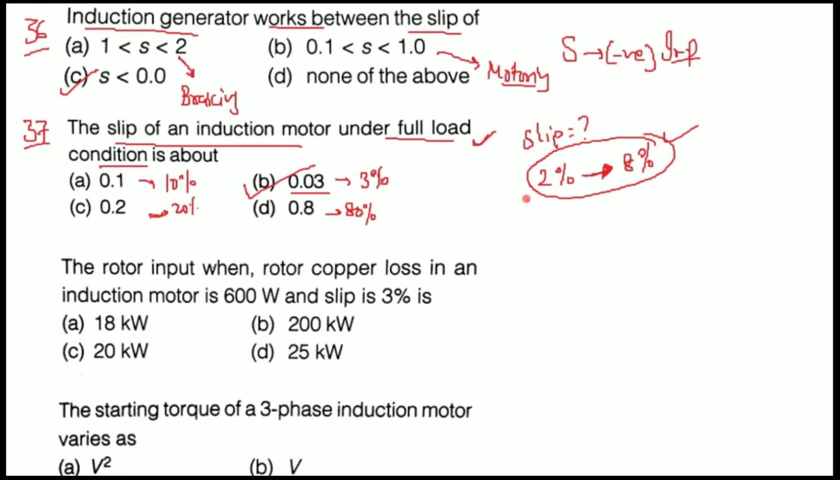 36 Induction generator works between the slip of
(a) 1 < s < 2 (b) 0.1 < s < 1.0 S → (-ve)
(c) s < 0.0 (d) none of the above Motoring
Braking
37 The slip of an induction motor under full load slip = ?
condition is about 2% → 8%
(a) 0.1 → 10% (b) 0.03 → 3%
(c) 0.2 → 20% (d) 0.8 → 80%
The rotor input when, rotor copper loss in an
induction motor is 600 W and slip is 3% is
(a) 18 kW (b) 200 kW
(c) 20 kW (d) 25 kW
The starting torque of a 3-phase induction motor
varies as
(a) V² (b) V